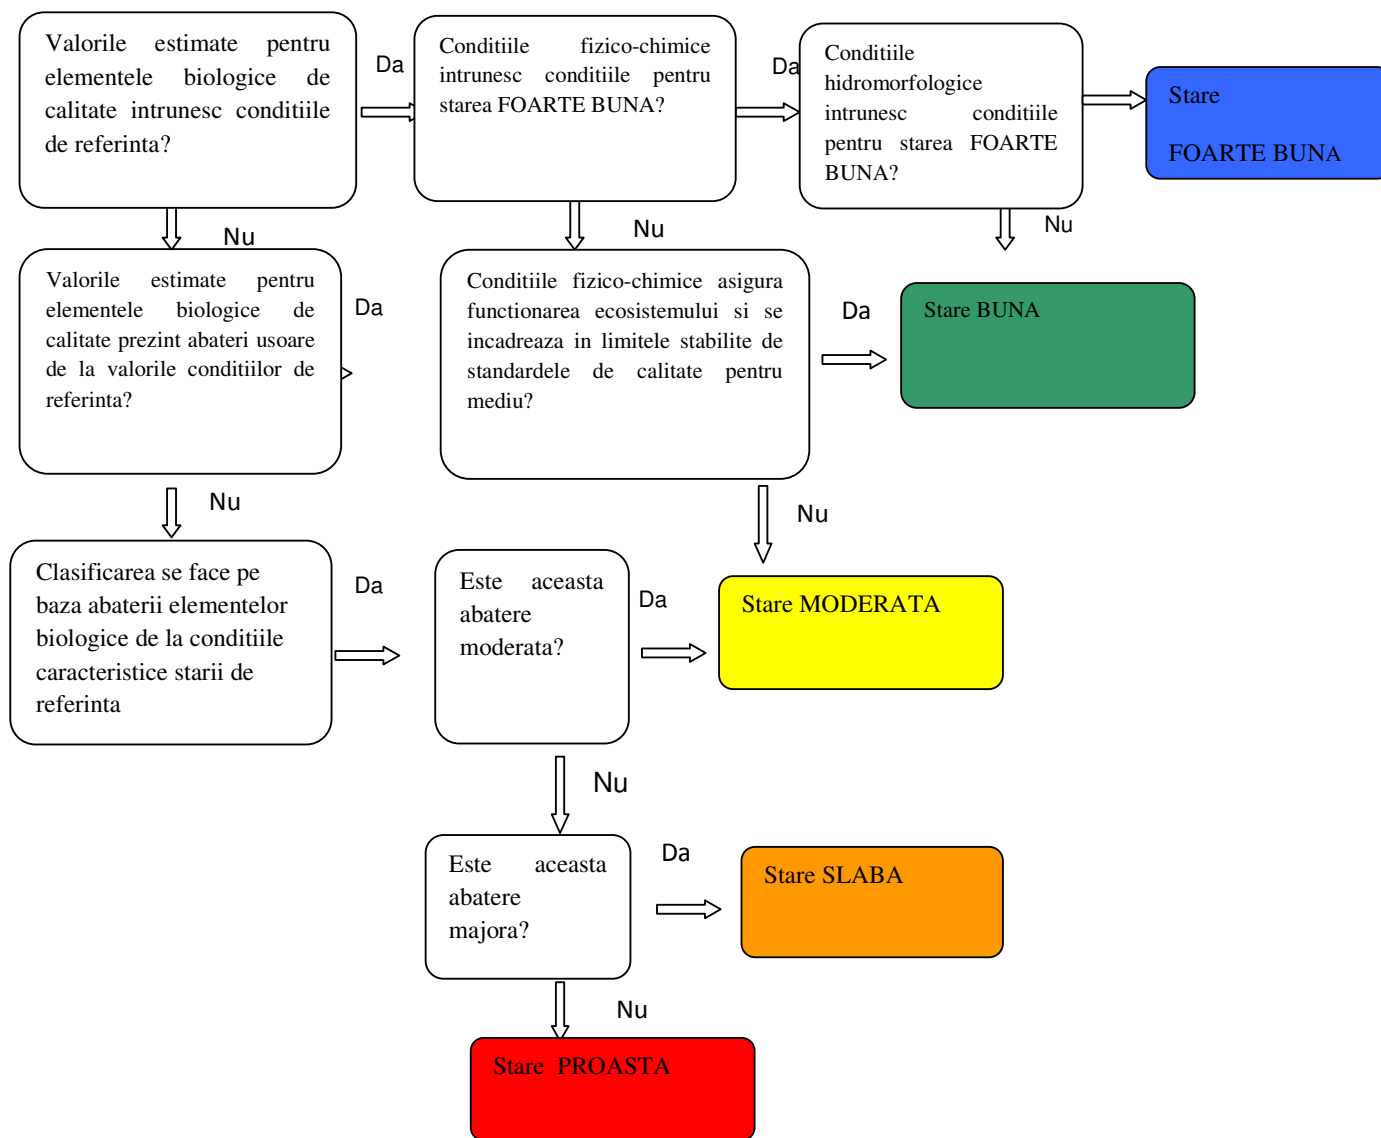 Valorile estimate pentru
elementele biologice de
calitate intrunesc conditiile
de referinta?
Da
Conditiile fizico-chimice
intrunesc conditiile pentru
starea FOARTE BUNA?
Da
Conditiile
hidromorfologice
intrunesc conditiile
pentru starea FOARTE
BUNA?
Stare
FOARTE BUNA
Nu
Nu
Nu
Valorile estimate pentru
elementele biologice de
calitate prezint abateri usoare
de la valorile conditiilor de
referinta?
Da
Conditiile fizico-chimice asigura
functionarea ecosistemului si se
incadreaza in limitele stabilite de
standardele de calitate pentru
mediu?
Da
Stare BUNA
Nu
Nu
Clasificarea se face pe
baza abaterii elementelor
biologice de la conditiile
caracteristice starii de
referinta
Da
Este aceasta
abatere
moderata?
Da
Stare MODERATA
Nu
Este aceasta
abatere
majora?
Da
Stare SLABA
Nu
Stare PROASTA